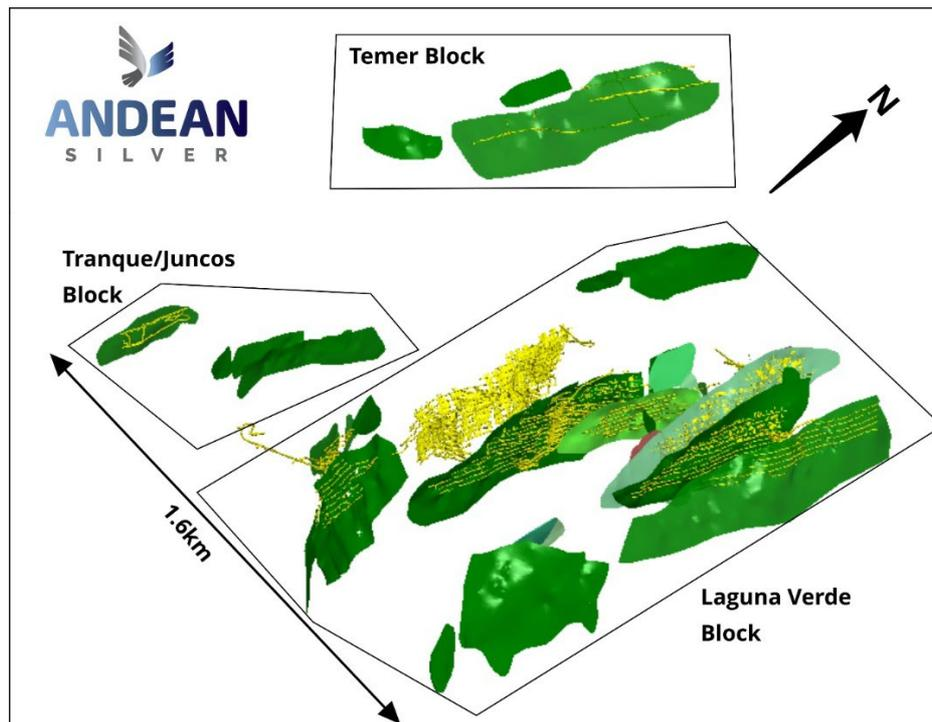 ANDEAN
SILVER
Temer Block
N
Tranque/Juncos
Block
1.6km
Laguna Verde
Block